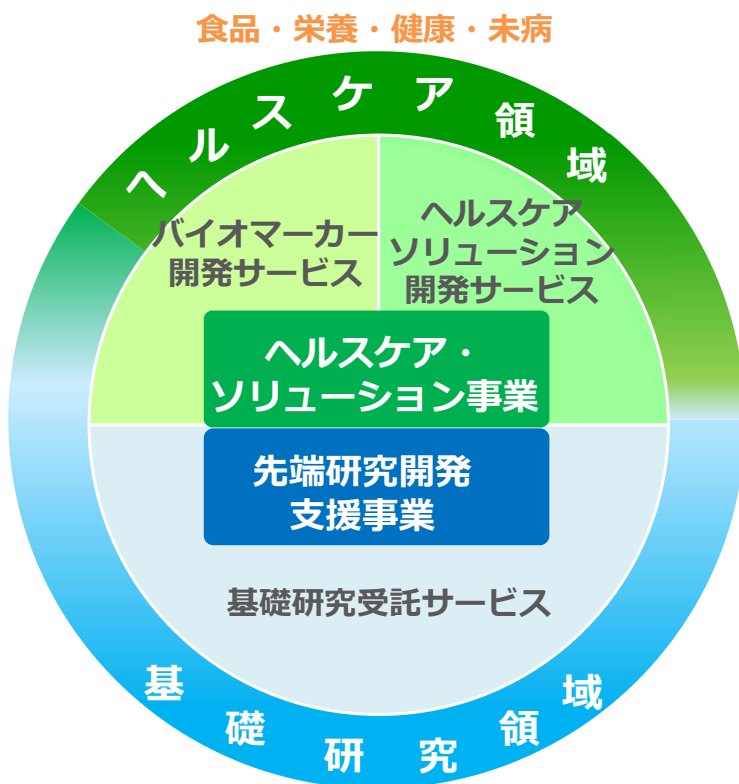 食品・栄養・健康・未病
ヘルスケア領域
バイオマーカー
開発サービス
ヘルスケア
ソリューション
開発サービス
ヘルスケア・
ソリューション事業
先端研究開発
支援事業
基礎研究受託サービス
基礎研究領域